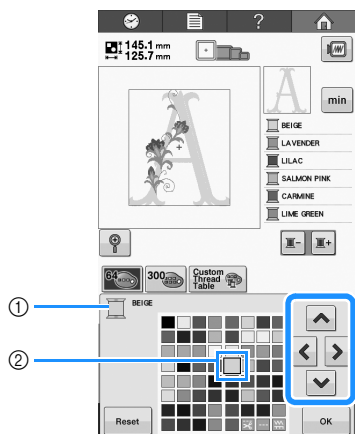 ?
145.1 mm
125.7 mm
A
A
min
BEIGE
LAVENDER
LILAC
SALMON PINK
CARMINE
LIME GREEN
64
300
Custom
Thread
Table
① BEIGE
②
Reset
OK